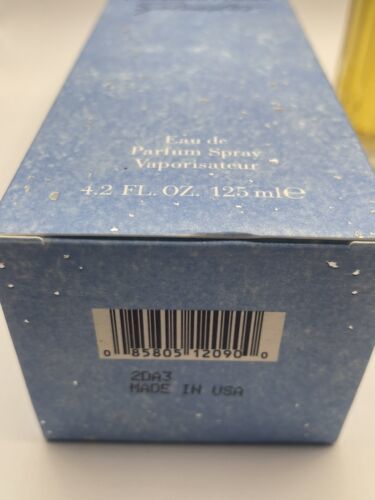 Eau de
Parfum Spray
Vaporisateur
4.2 FL. OZ. 125 ml℮
0 85805 12090 0
2DA3
MADE IN USA